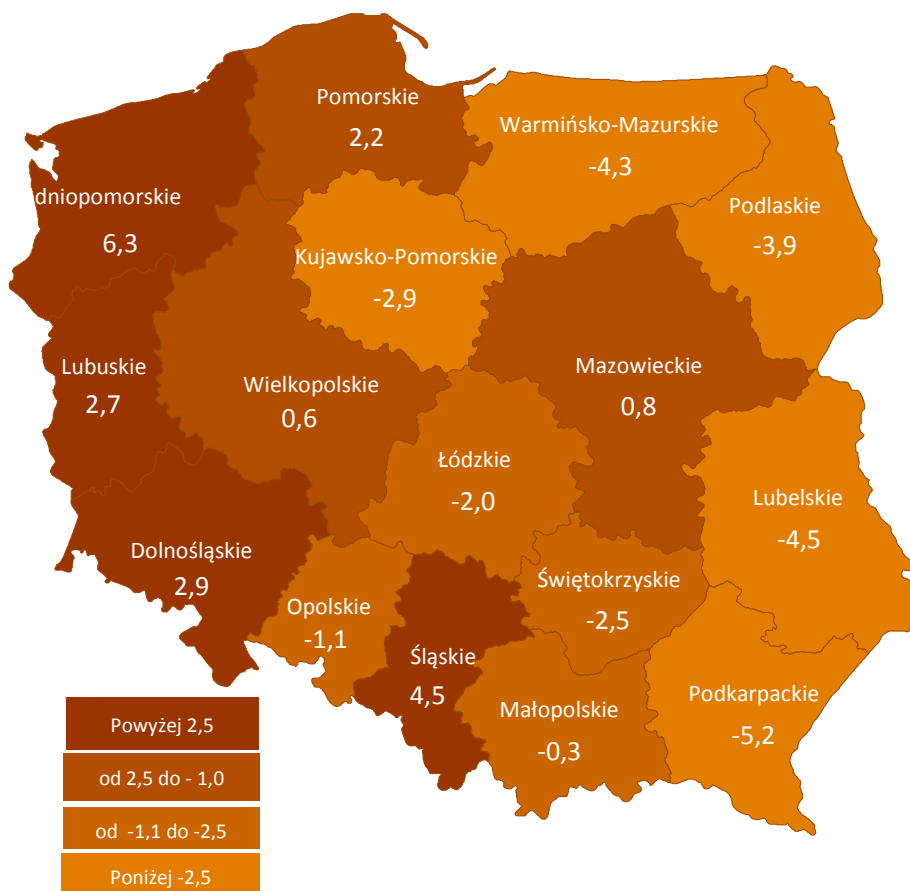 Pomorskie
2,2
Warmińsko-Mazurskie
-4,3
dniopomorskie
6,3
Podlaskie
-3,9
Kujawsko-Pomorskie
-2,9
Lubuskie
2,7
Wielkopolskie
0,6
Mazowieckie
0,8
Łódzkie
-2,0
Lubelskie
-4,5
Dolnośląskie
2,9
Opolskie
-1,1
Świętokrzyskie
-2,5
Śląskie
4,5
Małopolskie
-0,3
Podkarpackie
-5,2
Powyżej 2,5
od 2,5 do - 1,0
od -1,1 do -2,5
Poniżej -2,5